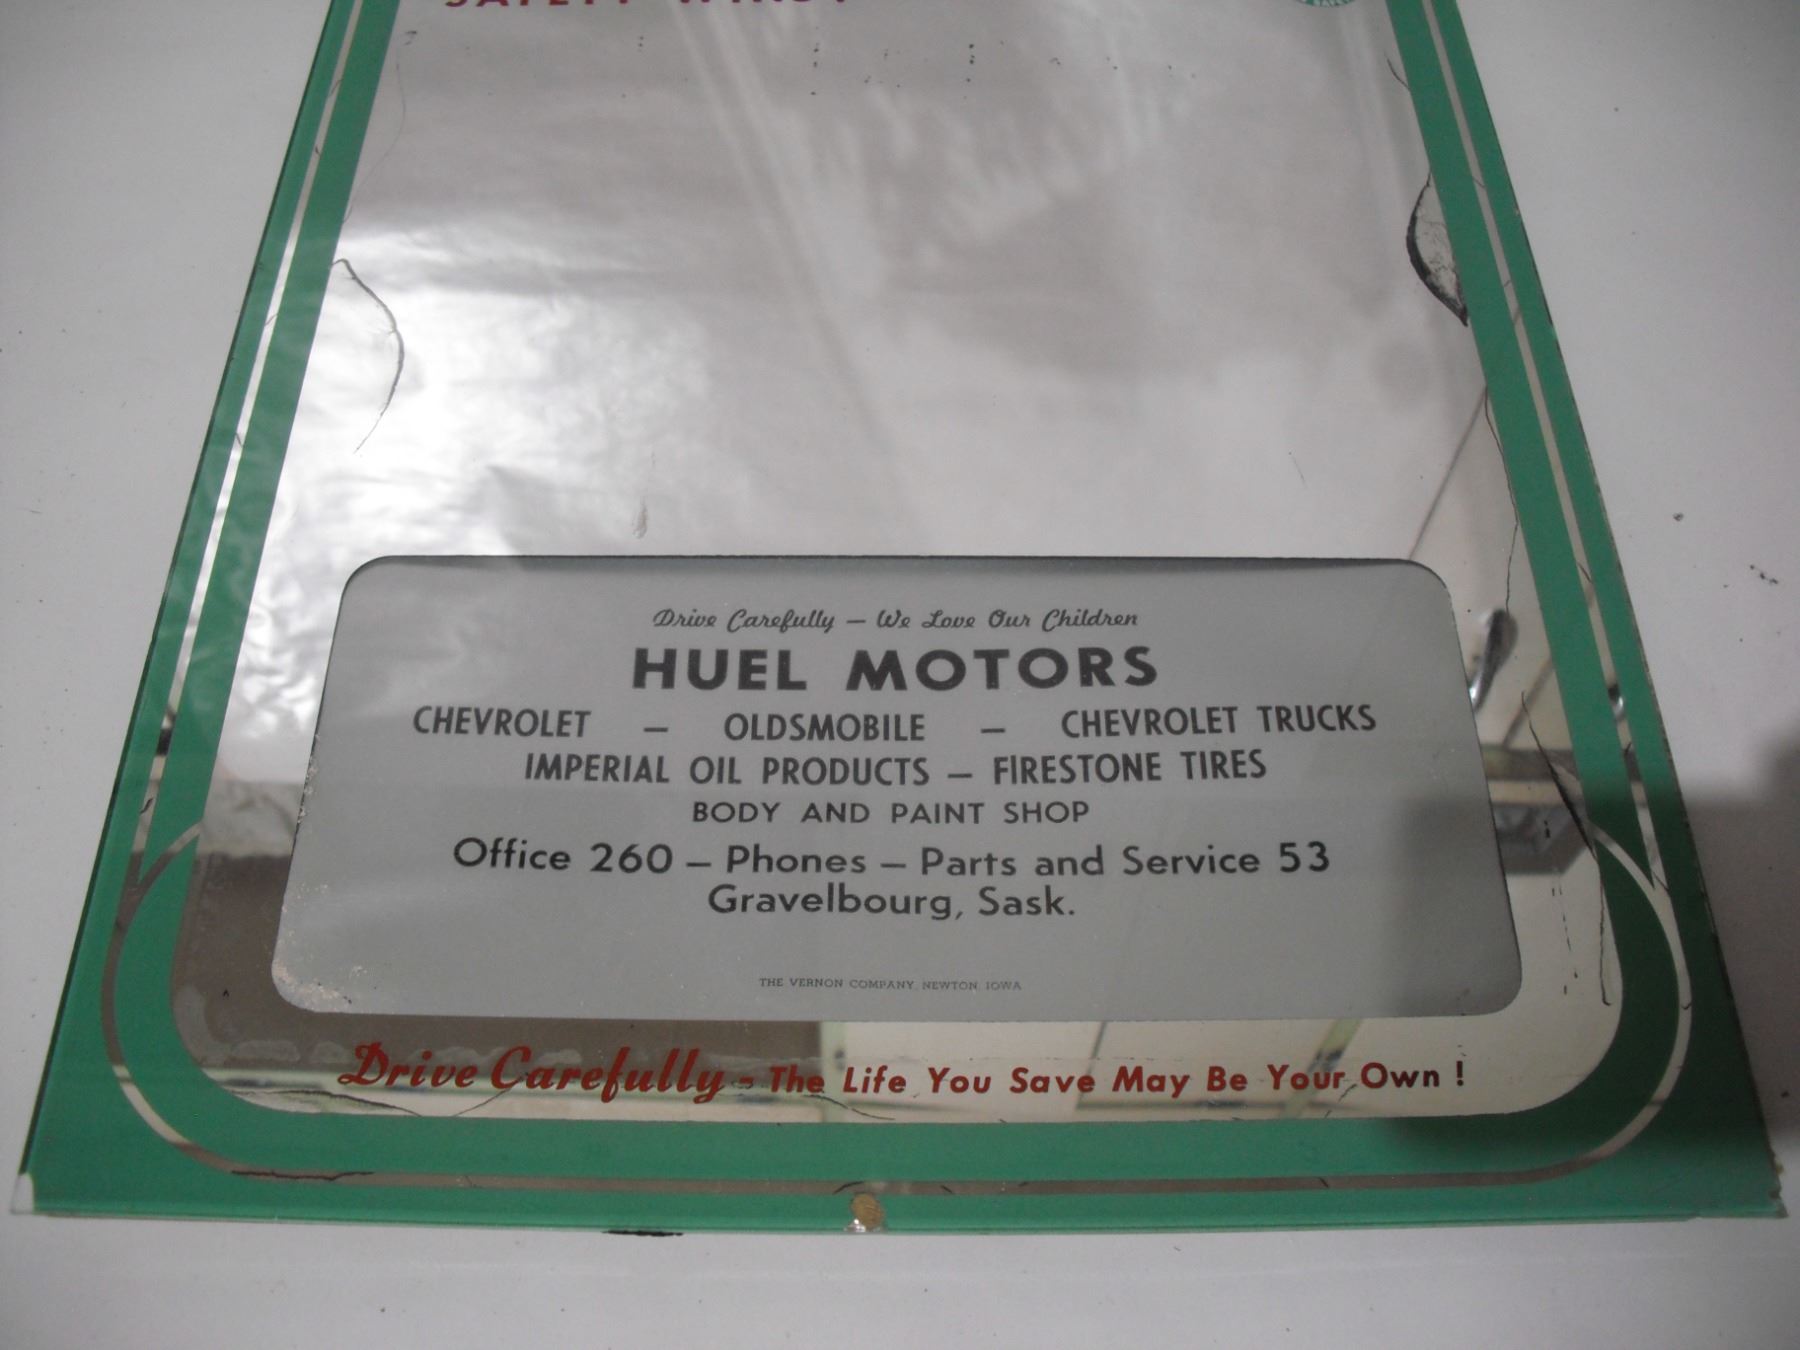 SAFETY FIRST
Drive Carefully — We Love Our Children
HUEL MOTORS
CHEVROLET — OLDSMOBILE — CHEVROLET TRUCKS
IMPERIAL OIL PRODUCTS — FIRESTONE TIRES
BODY AND PAINT SHOP
Office 260 — Phones — Parts and Service 53
Gravelbourg, Sask.
THE VERNON COMPANY, NEWTON, IOWA
Drive Carefully - The Life You Save May Be Your Own !